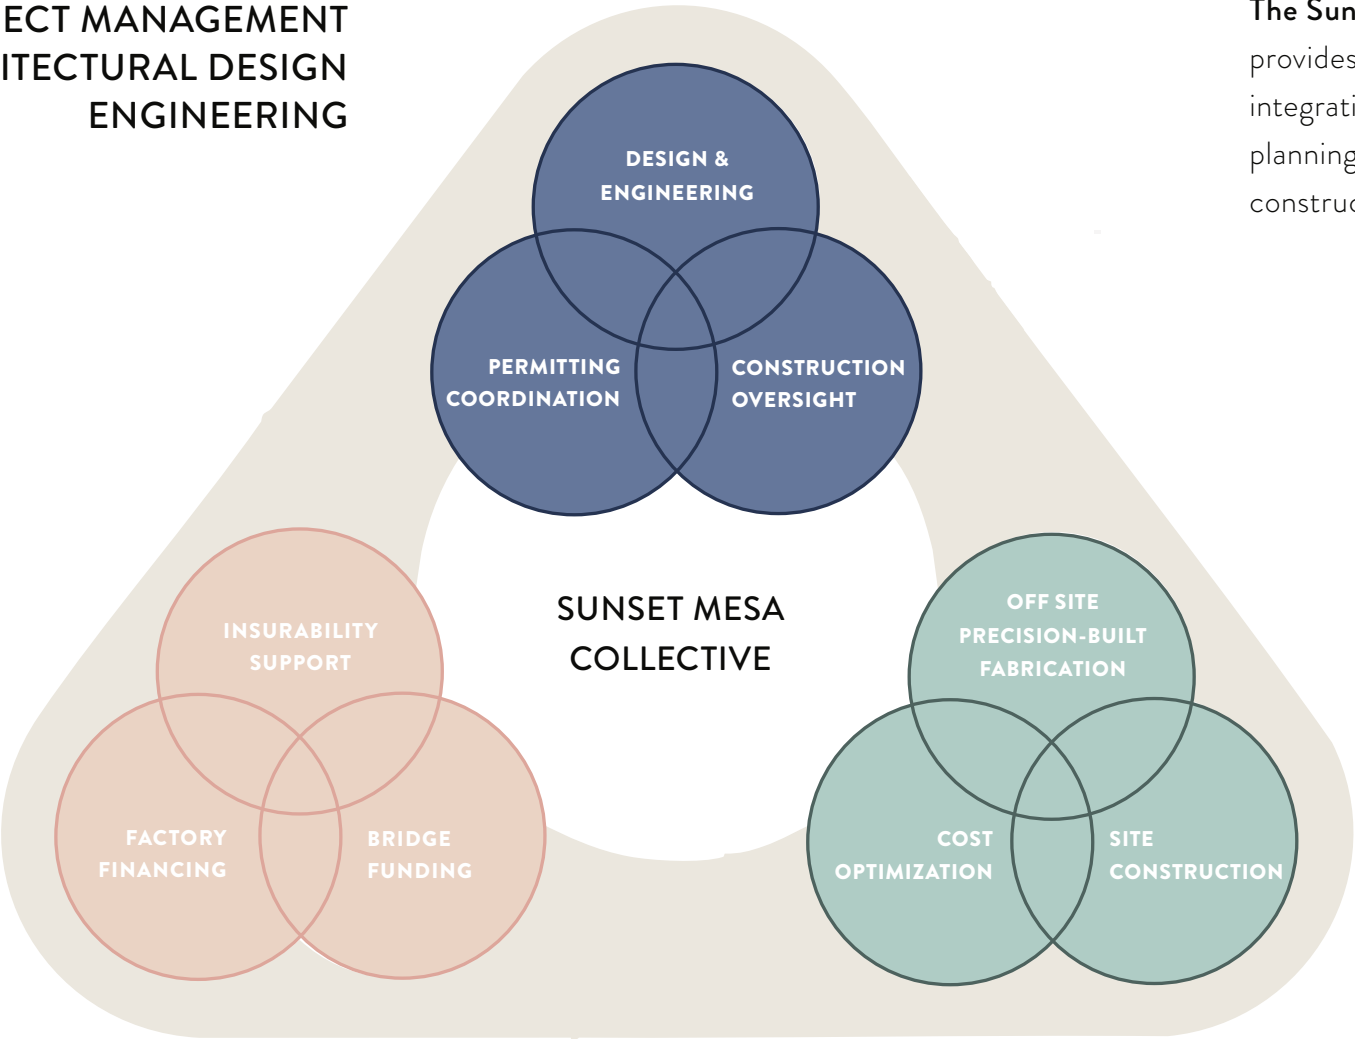 ECT MANAGEMENT
ITECTURAL DESIGN
ENGINEERING
The Sun
provides
integrati
planning
construc
DESIGN &
ENGINEERING
PERMITTING
COORDINATION
CONSTRUCTION
OVERSIGHT
SUNSET MESA
COLLECTIVE
INSURABILITY
SUPPORT
FACTORY
FINANCING
BRIDGE
FUNDING
OFF SITE
PRECISION-BUILT
FABRICATION
COST
OPTIMIZATION
SITE
CONSTRUCTION